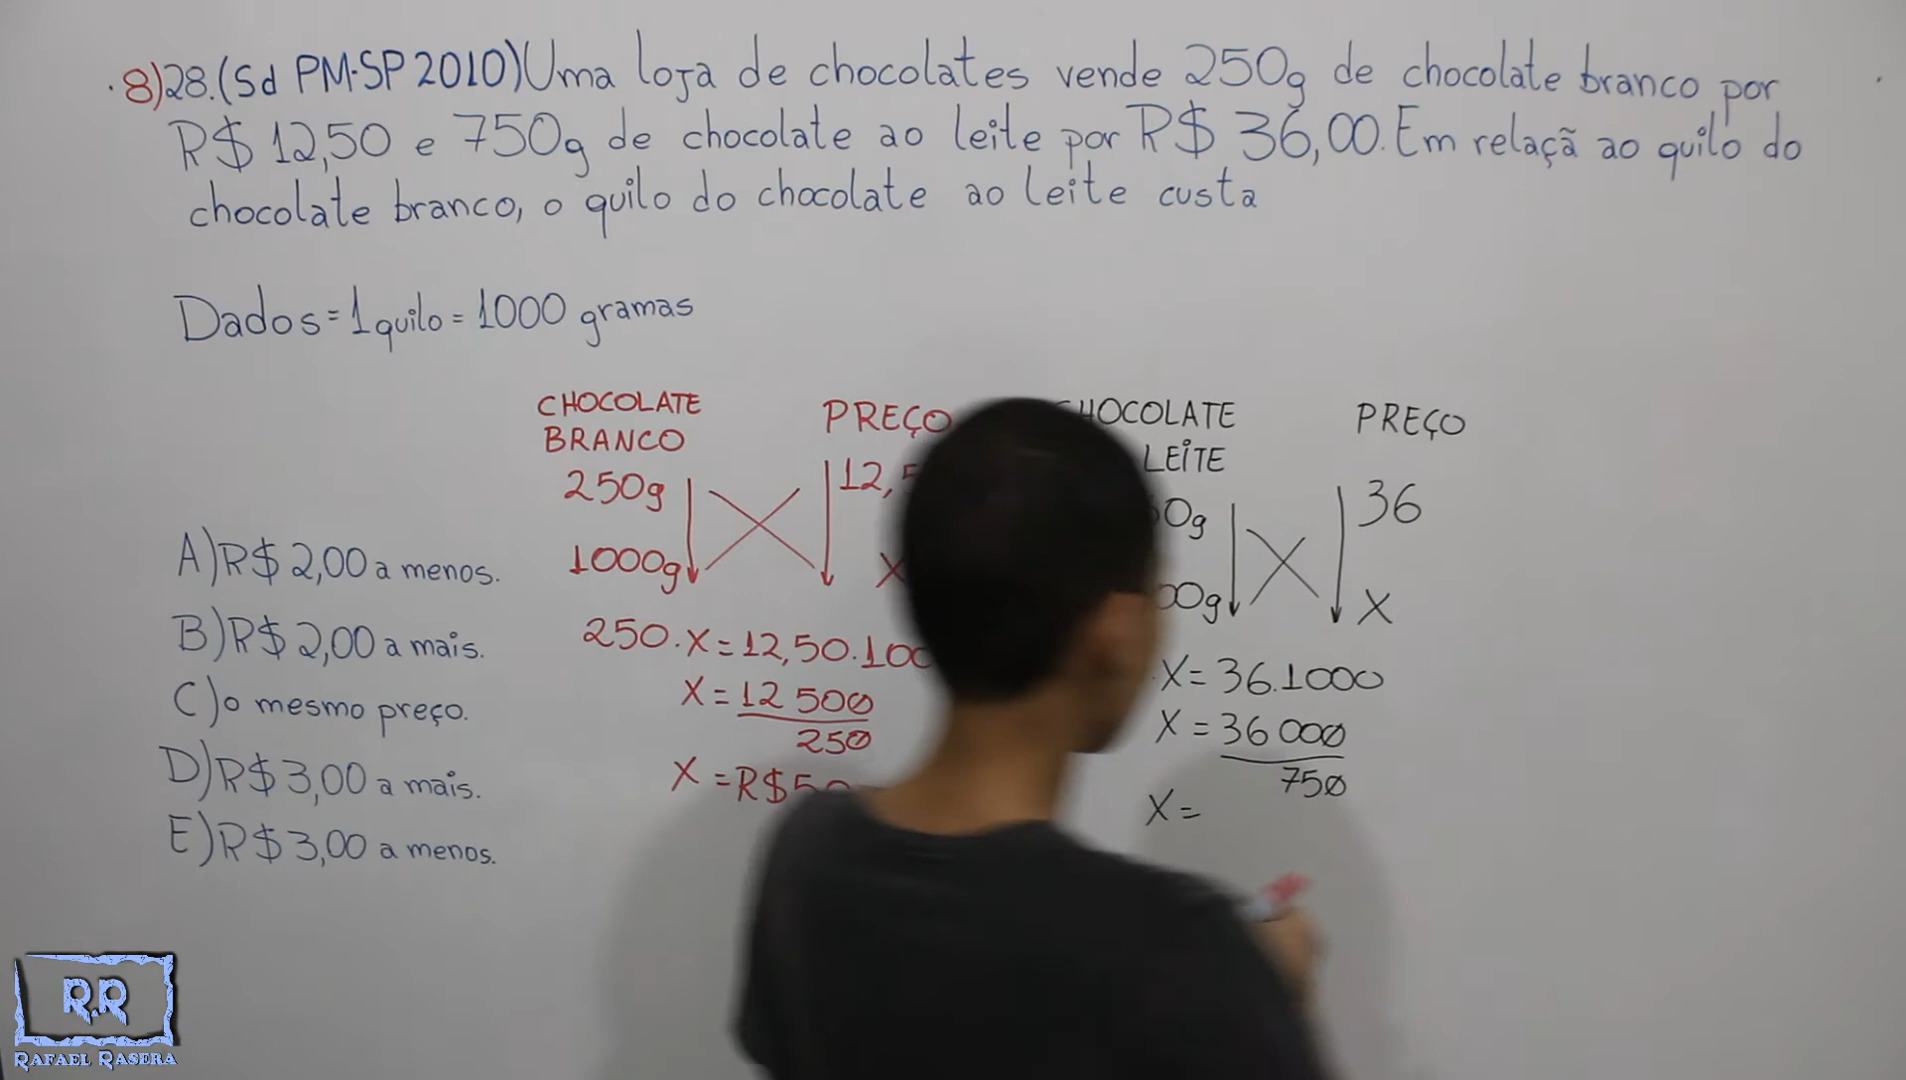 8)28.(Sd PM-SP 2010)Uma loja de chocolates vende 250g de chocolate branco por
R$ 12,50 e 750g de chocolate ao leite por R$ 36,00. Em relaçã ao quilo do
chocolate branco, o quilo do chocolate ao leite custa
Dados = 1 quilo = 1000 gramas
A)R$ 2,00 a menos.
B)R$ 2,00 a mais.
C)o mesmo preço.
D)R$ 3,00 a mais.
E)R$ 3,00 a menos.
CHOCOLATE
BRANCO
PREÇO
250g
1000g
X
250.X=12,50.100
X = 12 500
250
X = R$
CHOCOLATE
LEITE
PREÇO
36
X
X = 36.1000
X = 36 000
750
X =
R.R
RAFAEL RASERA